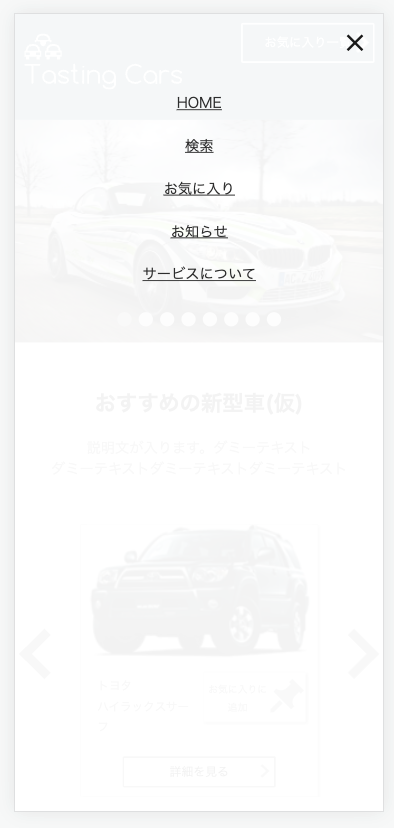 お気に入り一
Tasting Cars
HOME
検索
お気に入り
お知らせ
サービスについて
おすすめの新型車(仮)
説明文が入ります。ダミーテキスト
ダミーテキストダミーテキストダミーテキスト
トヨタ
ハイラックスサー
フ
お気に入りに
追加
詳細を見る